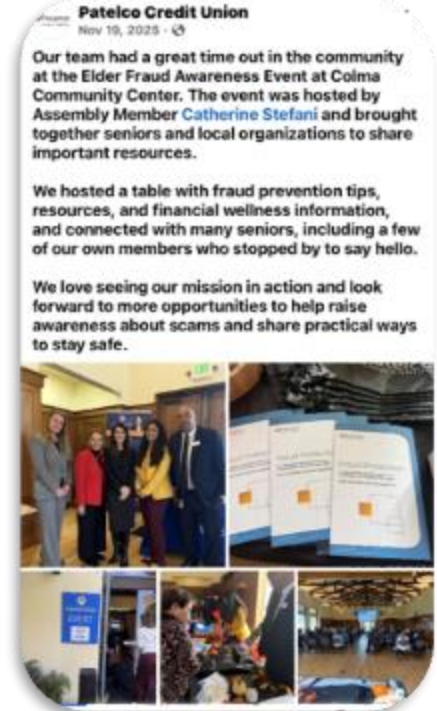 Patelco Credit Union
Nov 19, 2025 ·
Our team had a great time out in the community
at the Elder Fraud Awareness Event at Colma
Community Center. The event was hosted by
Assembly Member Catherine Stefani and brought
together seniors and local organizations to share
important resources.
We hosted a table with fraud prevention tips,
resources, and financial wellness information,
and connected with many seniors, including a few
of our own members who stopped by to say hello.
We love seeing our mission in action and look
forward to more opportunities to help raise
awareness about scams and share practical ways
to stay safe.